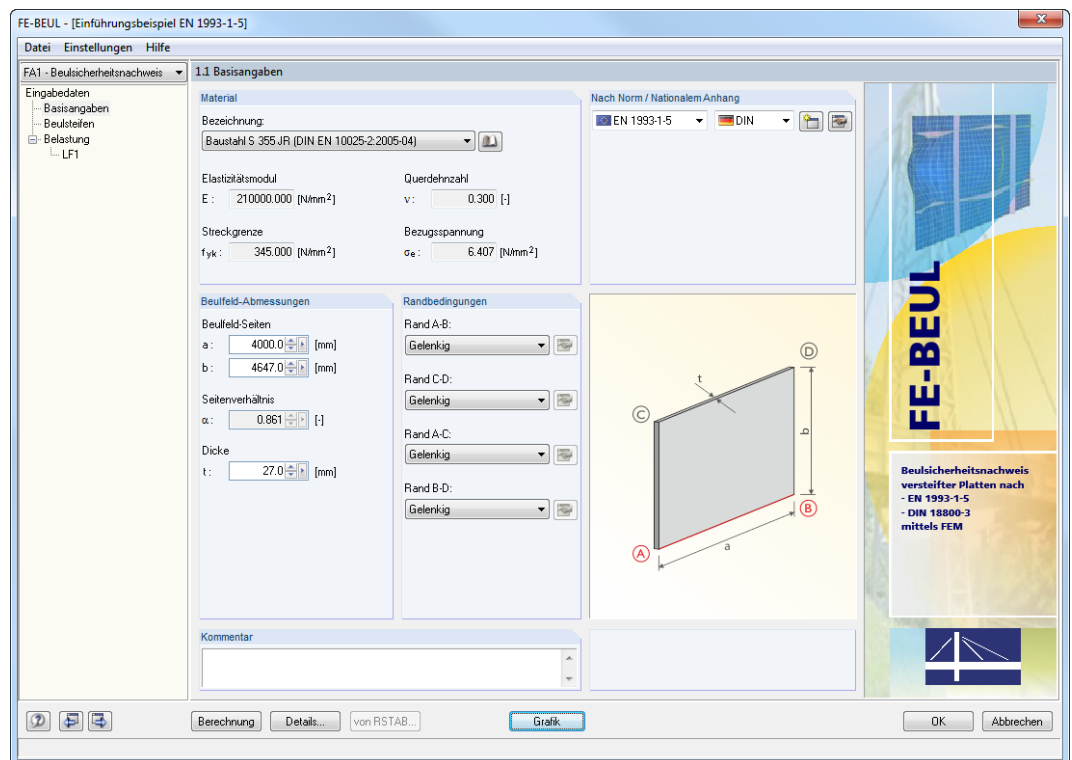 FE-BEUL - [Einführungsbeispiel EN 1993-1-5]
Datei Einstellungen Hilfe
FA1 - Beulsicherheitsnachweis
Eingabedaten
Basisangaben
Beulsteifen
Belastung
LF1
1.1 Basisangaben
Material
Bezeichnung:
Baustahl S 355 JR (DIN EN 10025-2:2005-04)
Elastizitätsmodul
E : 210000.000 [N/mm²]
Querdehnzahl
ν : 0.300 [-]
Streckgrenze
fyk : 345.000 [N/mm²]
Bezugsspannung
σe : 6.407 [N/mm²]
Nach Norm / Nationalem Anhang
EN 1993-1-5 DIN
Beulfeld-Abmessungen
Beulfeld-Seiten
a : 4000.0 [mm]
b : 4647.0 [mm]
Seitenverhältnis
α : 0.861 [-]
Dicke
t : 27.0 [mm]
Randbedingungen
Rand A-B:
Gelenkig
Rand C-D:
Gelenkig
Rand A-C:
Gelenkig
Rand B-D:
Gelenkig
D
t
C
b
B
a
A
FE-BEUL
Beulsicherheitsnachweis
versteifter Platten nach
- EN 1993-1-5
- DIN 18800-3
mittels FEM
Kommentar
Berechnung Details... von RSTAB... Grafik OK Abbrechen